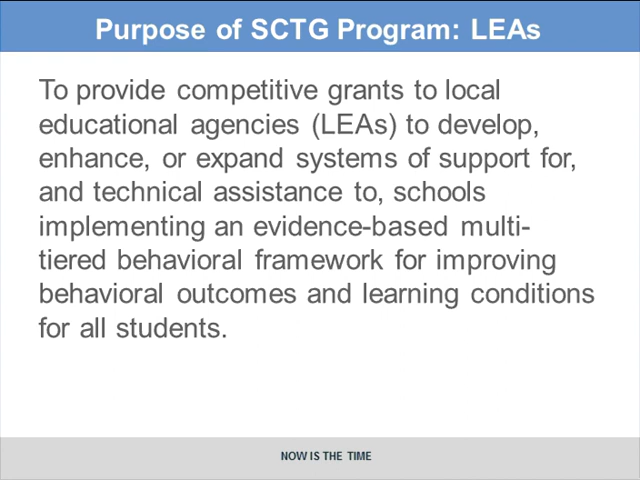 Purpose of SCTG Program: LEAs
To provide competitive grants to local
educational agencies (LEAs) to develop,
enhance, or expand systems of support for,
and technical assistance to, schools
implementing an evidence-based multi-
tiered behavioral framework for improving
behavioral outcomes and learning conditions
for all students.
NOW IS THE TIME